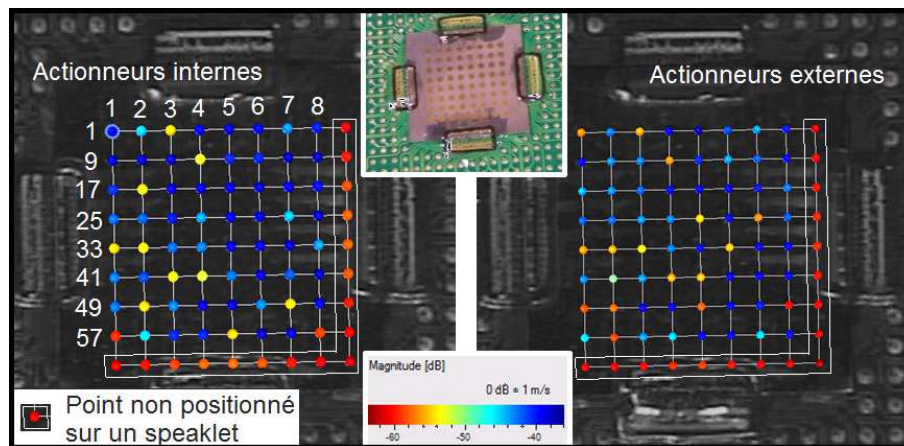 Actionneurs internes
Actionneurs externes
1 2 3 4 5 6 7 8
1
9
17
25
33
41
49
57
Magnitude [dB]
0 dB = 1 m/s
-60 -50 -40
Point non positionné
sur un speaklet